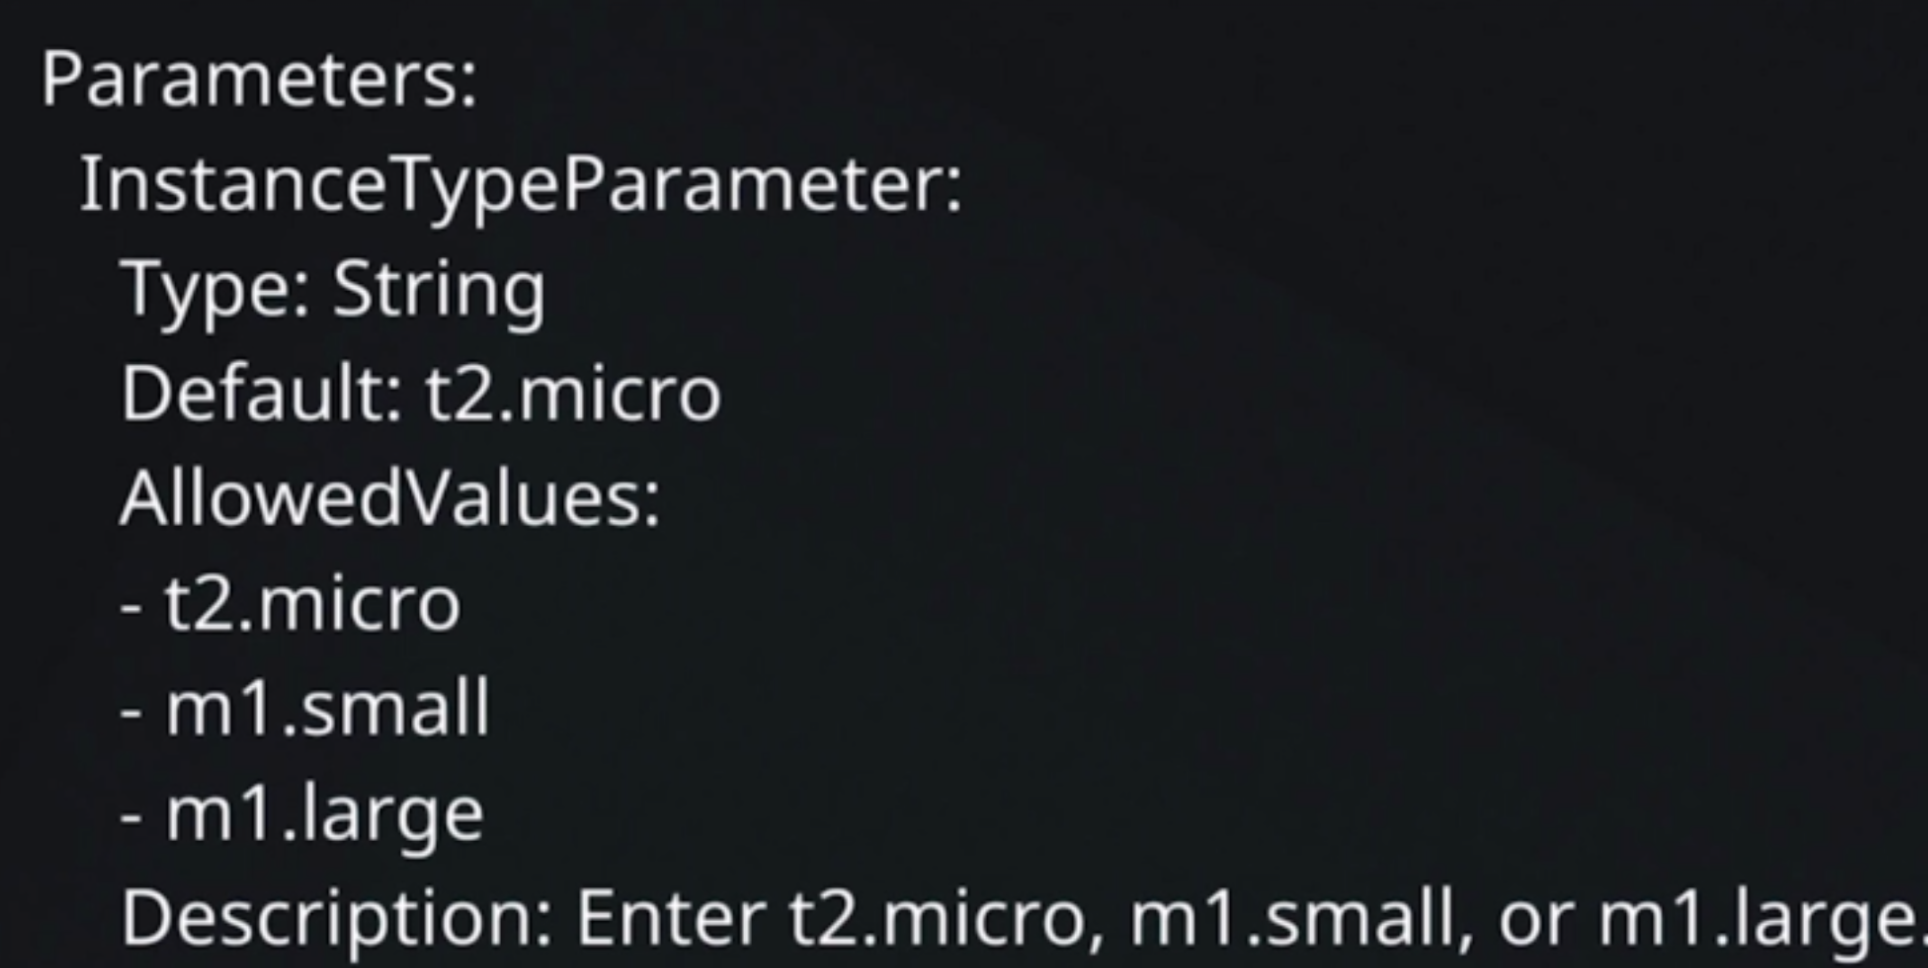 Parameters:
InstanceTypeParameter:
Type: String
Default: t2.micro
AllowedValues:
- t2.micro
- m1.small
- m1.large
Description: Enter t2.micro, m1.small, or m1.large.